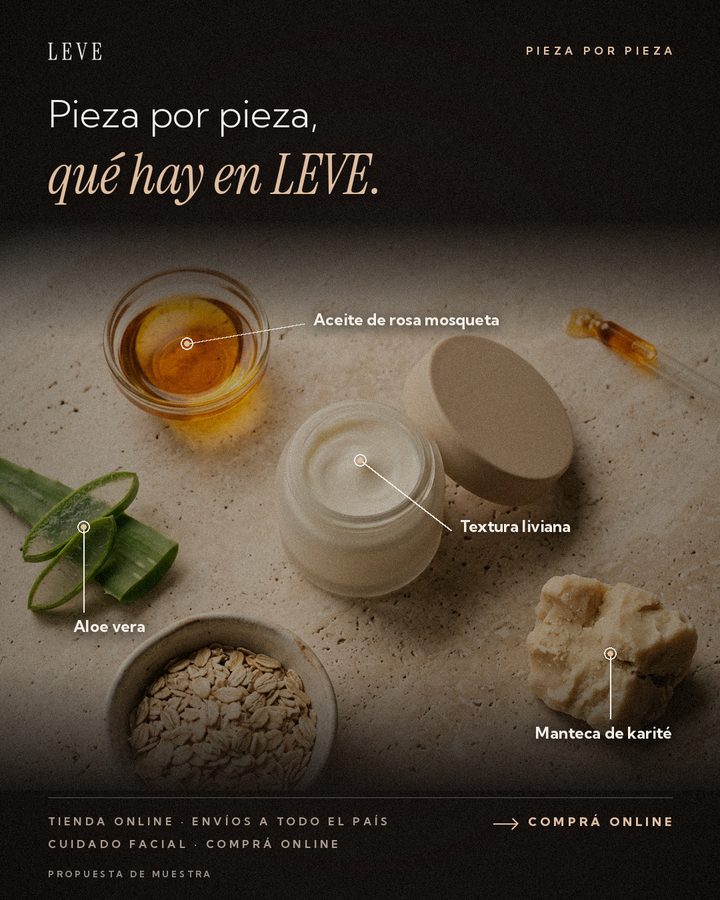 LEVE
PIEZA POR PIEZA
Pieza por pieza,
qué hay en LEVE.
Aceite de rosa mosqueta
Textura liviana
Aloe vera
Manteca de karité
TIENDA ONLINE · ENVÍOS A TODO EL PAÍS
→ COMPRÁ ONLINE
CUIDADO FACIAL · COMPRÁ ONLINE
PROPUESTA DE MUESTRA